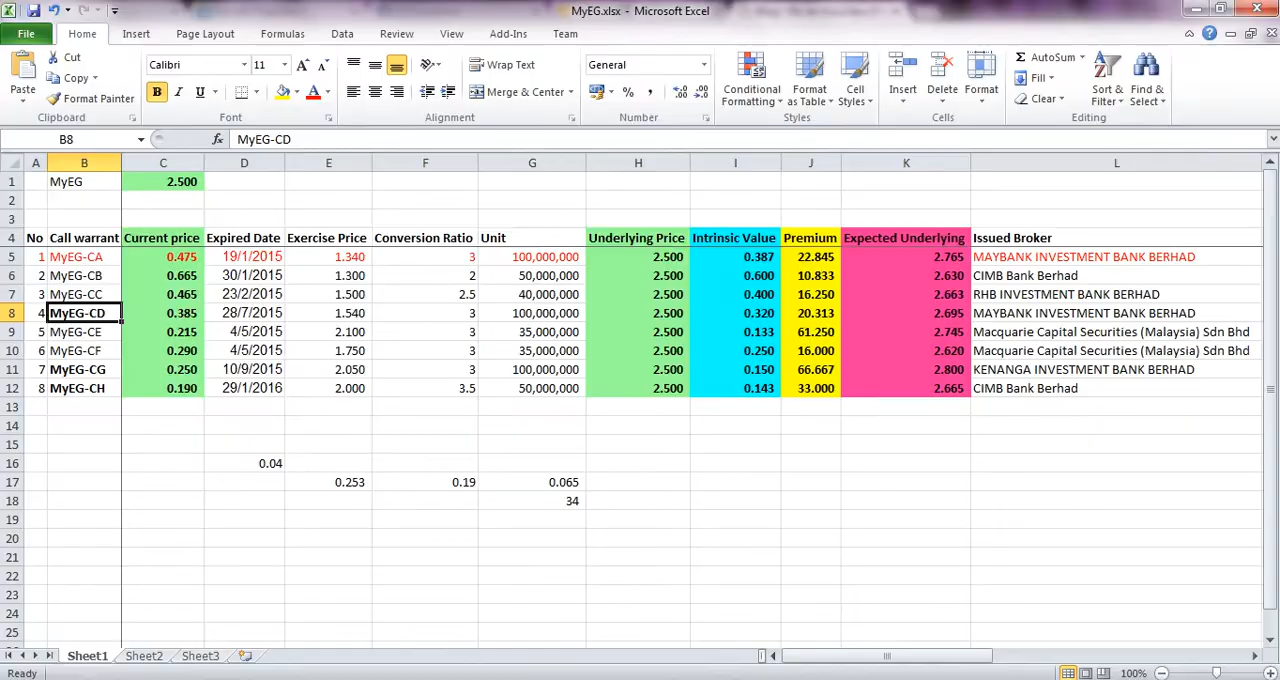 MyEG.xlsx - Microsoft Excel
File Home Insert Page Layout Formulas Data Review View Add-Ins Team
Paste
Cut
Copy
Format Painter
Clipboard
Calibri 11 A A
B I U A
Font
Wrap Text
Merge & Center
Alignment
General
% ,
Number
Conditional Formatting
Format as Table
Cell Styles
Styles
Insert Delete Format
Cells
Σ AutoSum
Fill
Clear
Sort & Filter
Find & Select
Editing
B8 fx MyEG-CD
A B C D E F G H I J K L
1 MyEG 2.500
2
3
4 No Call warrant Current price Expired Date Exercise Price Conversion Ratio Unit Underlying Price Intrinsic Value Premium Expected Underlying Issued Broker
5 1 MyEG-CA 0.475 19/1/2015 1.340 3 100,000,000 2.500 0.387 22.845 2.765 MAYBANK INVESTMENT BANK BERHAD
6 2 MyEG-CB 0.665 30/1/2015 1.300 2 50,000,000 2.500 0.600 10.833 2.630 CIMB Bank Berhad
7 3 MyEG-CC 0.465 23/2/2015 1.500 2.5 40,000,000 2.500 0.400 16.250 2.663 RHB INVESTMENT BANK BERHAD
8 4 MyEG-CD 0.385 28/7/2015 1.540 3 100,000,000 2.500 0.320 20.313 2.695 MAYBANK INVESTMENT BANK BERHAD
9 5 MyEG-CE 0.215 4/5/2015 2.100 3 35,000,000 2.500 0.133 61.250 2.745 Macquarie Capital Securities (Malaysia) Sdn Bhd
10 6 MyEG-CF 0.290 4/5/2015 1.750 3 35,000,000 2.500 0.250 16.000 2.620 Macquarie Capital Securities (Malaysia) Sdn Bhd
11 7 MyEG-CG 0.250 10/9/2015 2.050 3 100,000,000 2.500 0.150 66.667 2.800 KENANGA INVESTMENT BANK BERHAD
12 8 MyEG-CH 0.190 29/1/2016 2.000 3.5 50,000,000 2.500 0.143 33.000 2.665 CIMB Bank Berhad
13
14
15
16 0.04
17 0.253 0.19 0.065
18 34
19
20
21
22
23
24
25
Sheet1 Sheet2 Sheet3
Ready 100%